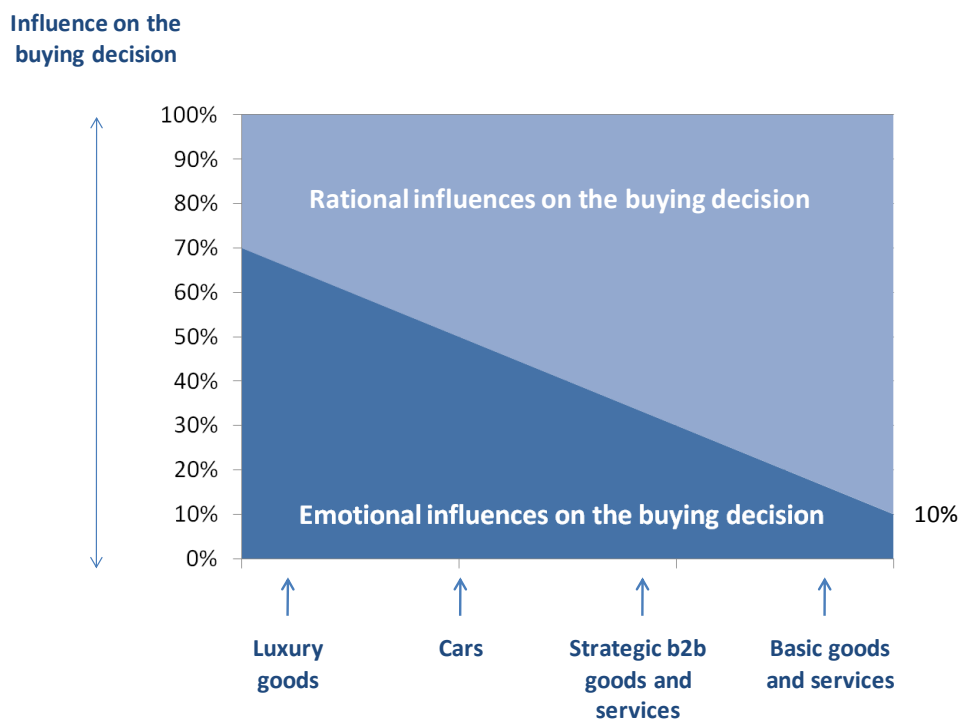 Influence on the
buying decision
100%
90%
80%
70%
60%
50%
40%
30%
20%
10%
0%
Rational influences on the buying decision
Emotional influences on the buying decision
10%
Luxury
goods
Cars
Strategic b2b
goods and
services
Basic goods
and services